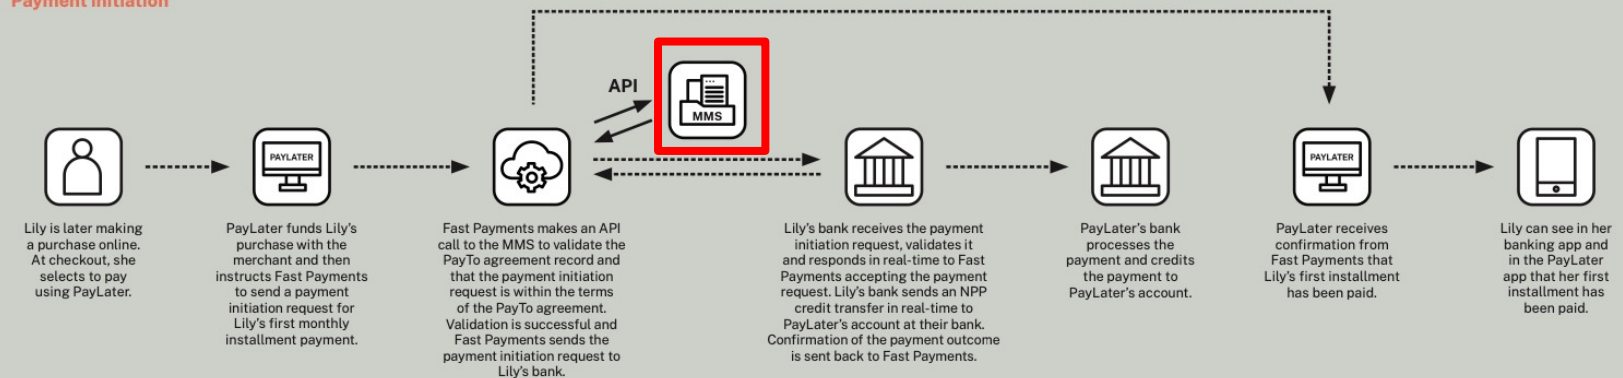 Payment Initiation
API
MMS
PAYLATER
PAYLATER
Lily is later making
a purchase online.
At checkout, she
selects to pay
using PayLater.
PayLater funds Lily's
purchase with the
merchant and then
instructs Fast Payments
to send a payment
initiation request for
Lily's first monthly
installment payment.
Fast Payments makes an API
call to the MMS to validate the
PayTo agreement record and
that the payment initiation
request is within the terms
of the PayTo agreement.
Validation is successful and
Fast Payments sends the
payment initiation request to
Lily's bank.
Lily's bank receives the payment
initiation request, validates it
and responds in real-time to Fast
Payments accepting the payment
request. Lily's bank sends an NPP
credit transfer in real-time to
PayLater's account at their bank.
Confirmation of the payment outcome
is sent back to Fast Payments.
PayLater's bank
processes the
payment and credits
the payment to
PayLater's account.
PayLater receives
confirmation from
Fast Payments that
Lily's first installment
has been paid.
Lily can see in her
banking app and
in the PayLater
app that her first
installment has
been paid.